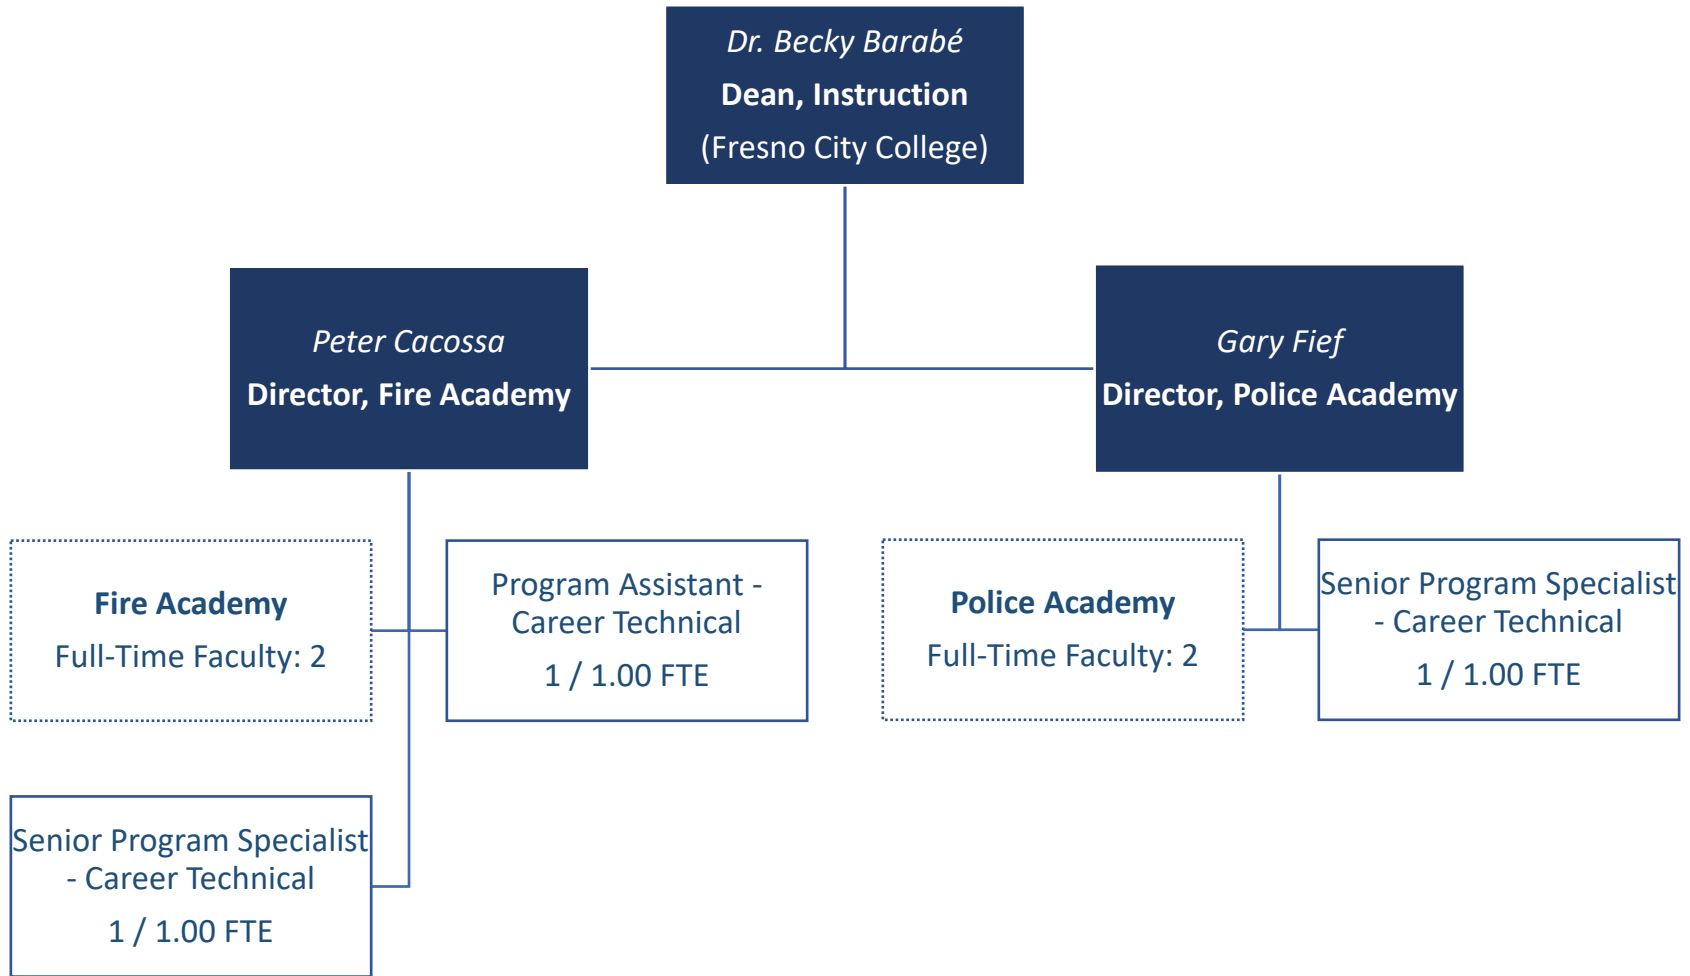 Dr. Becky Barabé
Dean, Instruction
(Fresno City College)
Peter Cacossa
Director, Fire Academy
Gary Fief
Director, Police Academy
Fire Academy
Full-Time Faculty: 2
Program Assistant -
Career Technical
1 / 1.00 FTE
Police Academy
Full-Time Faculty: 2
Senior Program Specialist
- Career Technical
1 / 1.00 FTE
Senior Program Specialist
- Career Technical
1 / 1.00 FTE